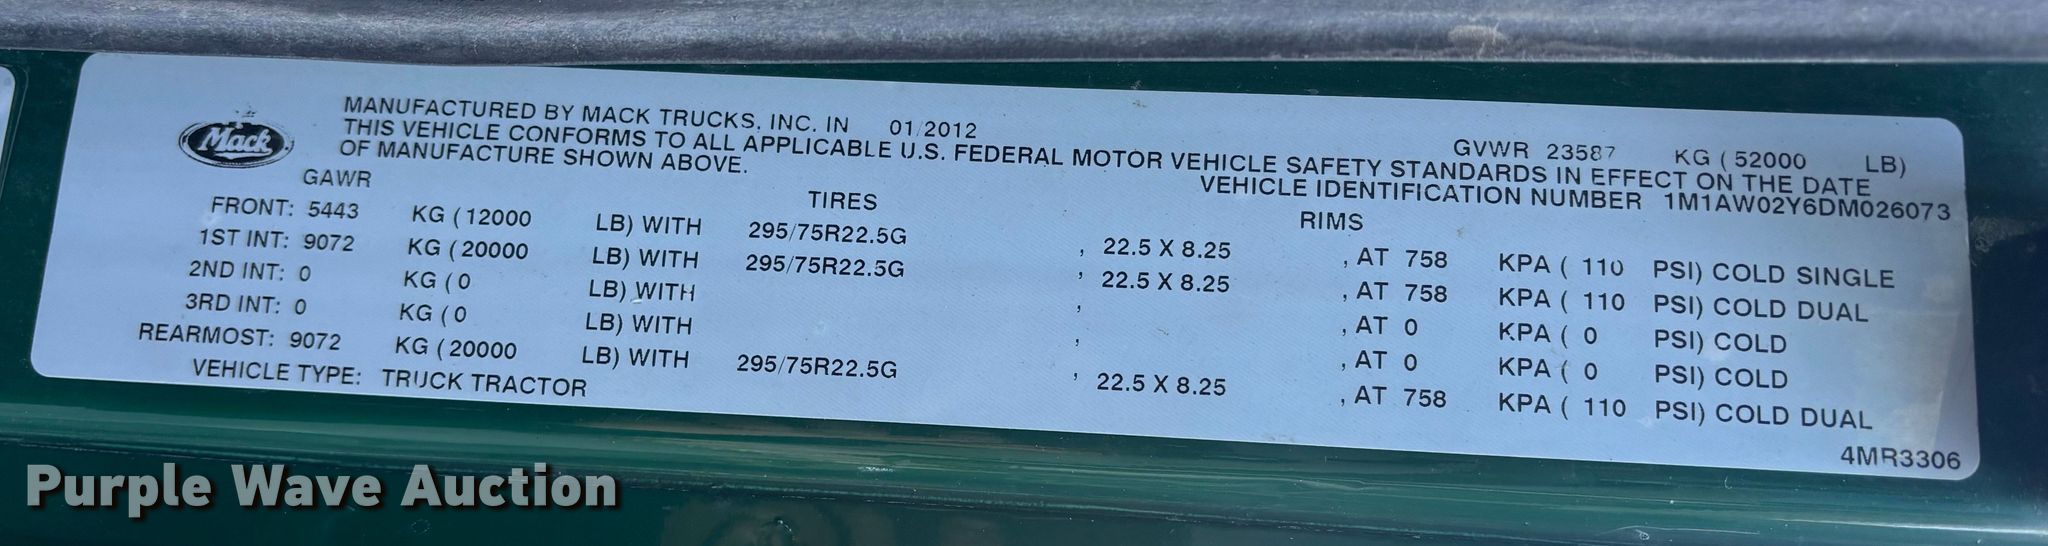 Mack
MANUFACTURED BY MACK TRUCKS, INC. IN 01/2012 GVWR 23587 KG ( 52000 LB)
THIS VEHICLE CONFORMS TO ALL APPLICABLE U.S. FEDERAL MOTOR VEHICLE SAFETY STANDARDS IN EFFECT ON THE DATE
OF MANUFACTURE SHOWN ABOVE. VEHICLE IDENTIFICATION NUMBER 1M1AW02Y6DM026073
GAWR TIRES RIMS
FRONT: 5443 KG ( 12000 LB) WITH 295/75R22.5G , 22.5 X 8.25 , AT 758 KPA ( 110 PSI) COLD SINGLE
1ST INT: 9072 KG ( 20000 LB) WITH 295/75R22.5G , 22.5 X 8.25 , AT 758 KPA ( 110 PSI) COLD DUAL
2ND INT: 0 KG ( 0 LB) WITH , , AT 0 KPA ( 0 PSI) COLD
3RD INT: 0 KG ( 0 LB) WITH , , AT 0 KPA ( 0 PSI) COLD
REARMOST: 9072 KG ( 20000 LB) WITH 295/75R22.5G , 22.5 X 8.25 , AT 758 KPA ( 110 PSI) COLD DUAL
VEHICLE TYPE: TRUCK TRACTOR
4MR3306
Purple Wave Auction